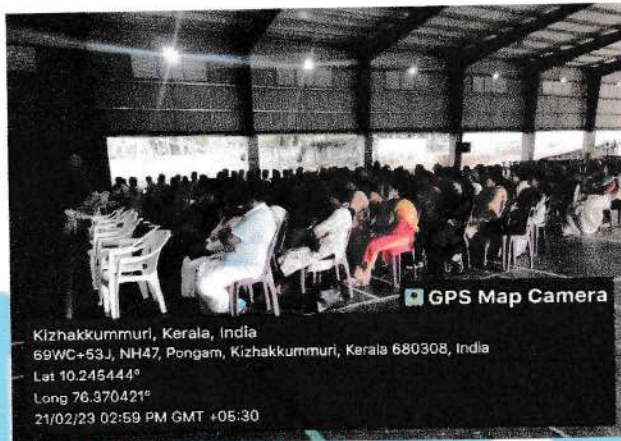 GPS Map Camera
Kizhakkummuri, Kerala, India
69WC+53J, NH47, Pongam, Kizhakkummuri, Kerala 680308, India
Lat 10.245444°
Long 76.370421°
21/02/23 02:59 PM GMT +05:30